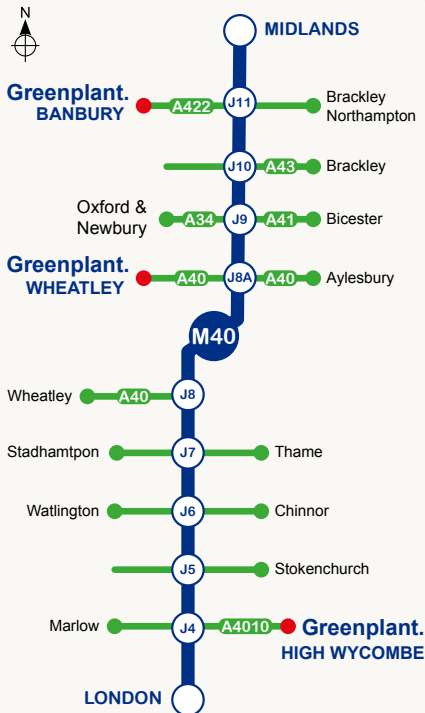 N
MIDLANDS
Greenplant.
BANBURY
A422
J11
Brackley
Northampton
J10
A43
Brackley
Oxford &
Newbury
A34
J9
A41
Bicester
Greenplant.
WHEATLEY
A40
J8A
A40
Aylesbury
M40
Wheatley
A40
J8
Stadhamtpon
J7
Thame
Watlington
J6
Chinnor
J5
Stokenchurch
Marlow
J4
A4010
Greenplant.
HIGH WYCOMBE
LONDON